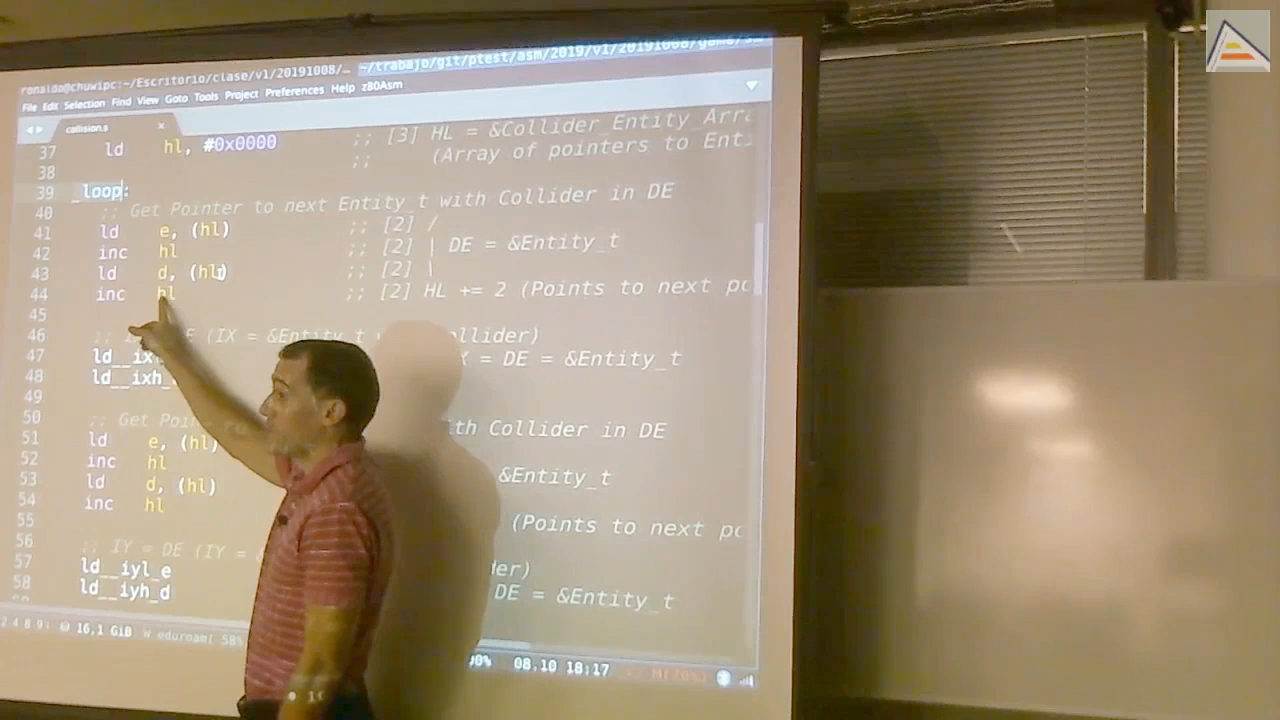 ronaldo@chuwipc:~/Escritorio/clase/v1/20191008/… ~/trabajo/git/ptest/asm/2019/v1/20191008/game/s…
File Edit Selection Find View Goto Tools Project Preferences Help z80Asm
collision.s
37 ld hl, #0x0000 ;; [3] HL = &Collider_Entity_Arra
38 ;; (Array of pointers to Enti
39 _loop:
40 ;; Get Pointer to next Entity_t with Collider in DE
41 ld e, (hl) ;; [2] /
42 inc hl ;; [2] | DE = &Entity_t
43 ld d, (hl) ;; [2] \
44 inc hl ;; [2] HL += 2 (Points to next po
45
46 ;; (IX = &Entity_t ollider)
47 = DE = &Entity_t
48
49
50 ;; Get Collider in DE
51 ld e, (hl)
52 inc hl &Entity_t
53 ld d, (hl)
54 inc hl (Points to next po
55
56 ;; IY = DE (IY =
57 ld__iyl_e
58 ld__iyh_d DE = &Entity_t
16,1 GiB W eduroam( 58% 08.10 18:17